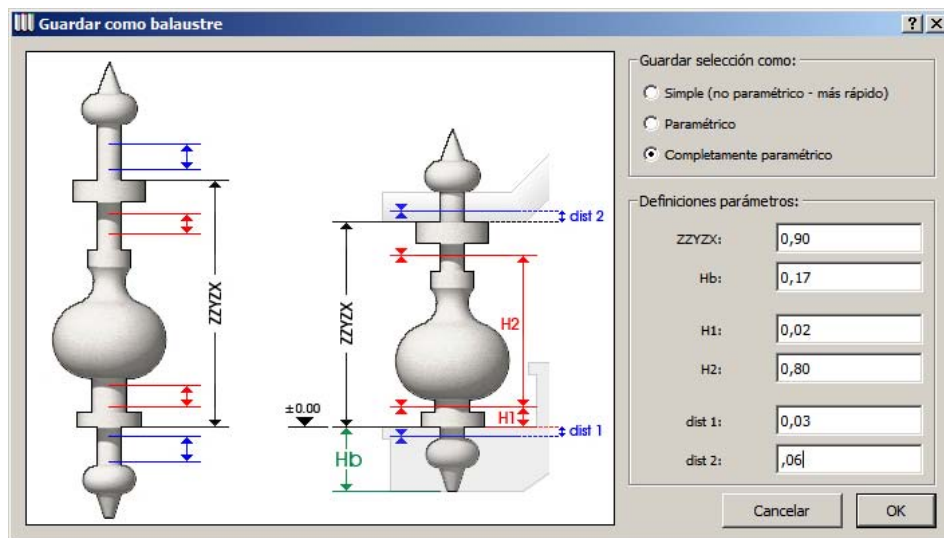 Guardar como balaustre
ZZYZX
ZZYZX
±0.00
Hb
H2
H1
dist 2
dist 1
Guardar selección como:
Simple (no paramétrico - más rápido)
Paramétrico
Completamente paramétrico
Definiciones parámetros:
ZZYZX: 0,90
Hb: 0,17
H1: 0,02
H2: 0,80
dist 1: 0,03
dist 2: ,06
Cancelar OK